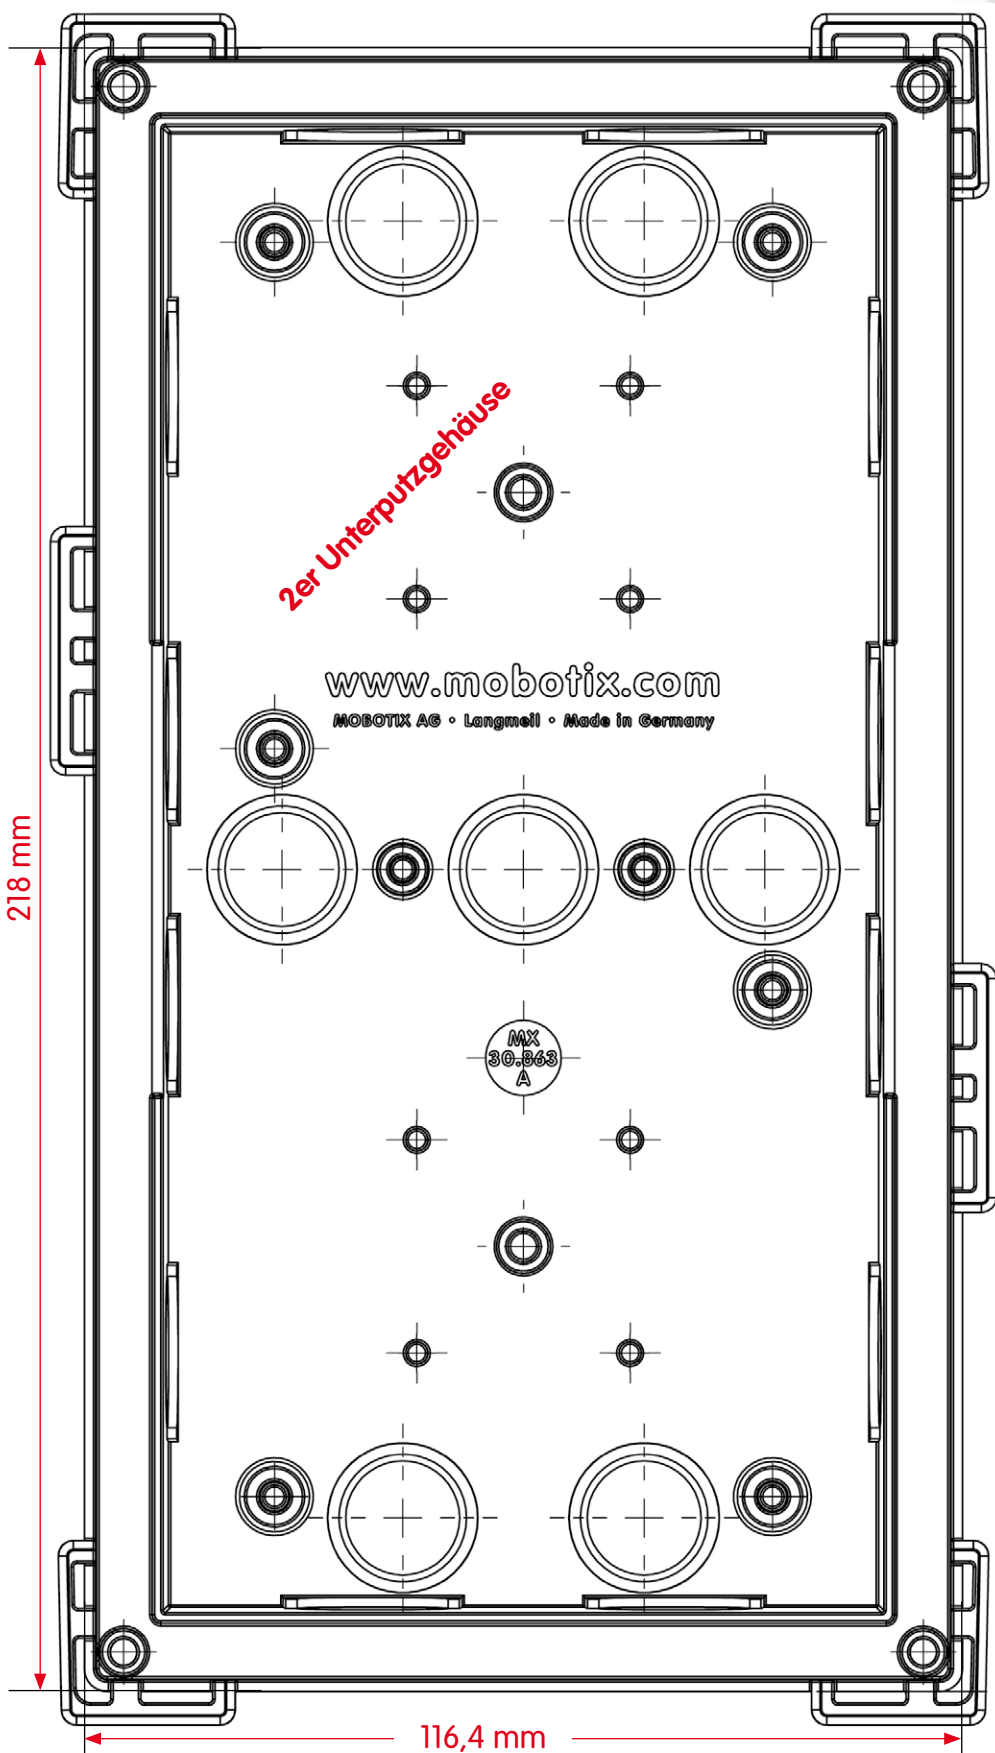 2er Unterputzgehäuse
www.mobotix.com
MOBOTIX AG • Langmeil • Made in Germany
218 mm
MX
30.863
A
116,4 mm